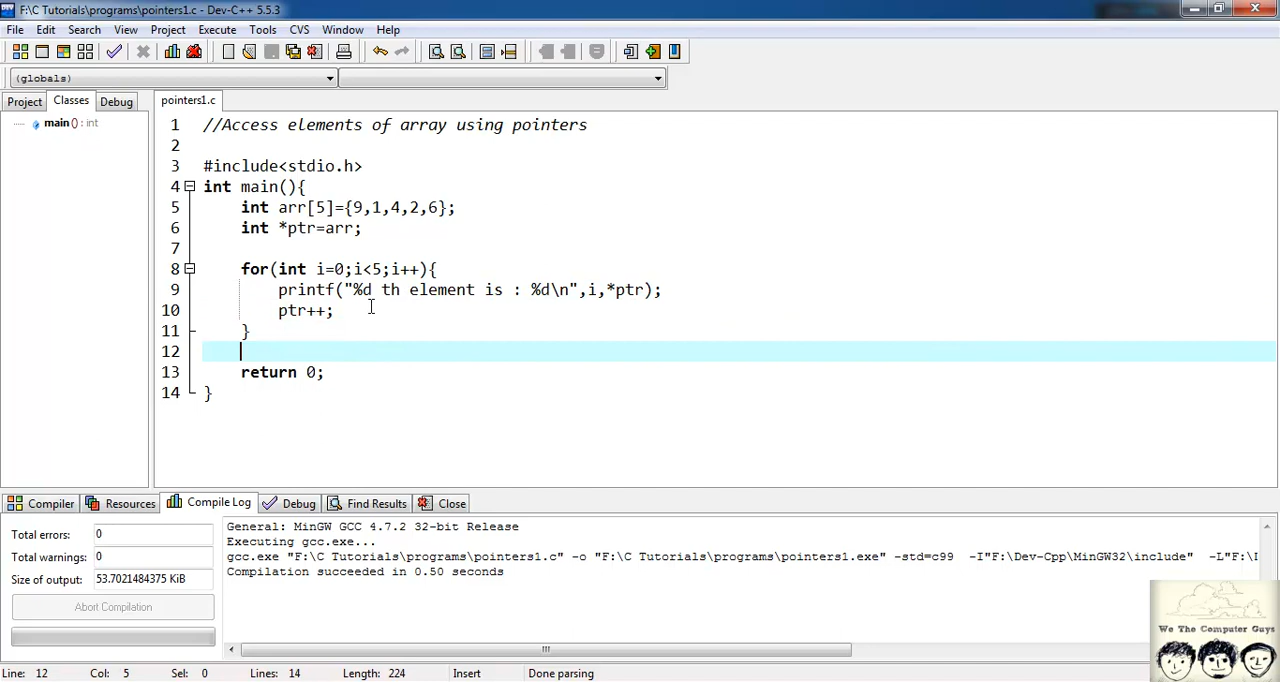 F:\C Tutorials\programs\pointers1.c - Dev-C++ 5.5.3
File Edit Search View Project Execute Tools CVS Window Help
(globals)
Project Classes Debug
pointers1.c
main () : int
1 //Access elements of array using pointers
2
3 #include<stdio.h>
4 int main(){
5 int arr[5]={9,1,4,2,6};
6 int *ptr=arr;
7
8 for(int i=0;i<5;i++){
9 printf("%d th element is : %d\n",i,*ptr);
10 ptr++;
11 }
12
13 return 0;
14 }
Compiler Resources Compile Log Debug Find Results Close
Total errors: 0
Total warnings: 0
Size of output: 53.7021484375 KiB
Abort Compilation
General: MinGW GCC 4.7.2 32-bit Release
Executing gcc.exe...
gcc.exe "F:\C Tutorials\programs\pointers1.c" -o "F:\C Tutorials\programs\pointers1.exe" -std=c99 -I"F:\Dev-Cpp\MinGW32\include" -L"F:\
Compilation succeeded in 0.50 seconds
We The Computer Guys
Line: 12 Col: 5 Sel: 0 Lines: 14 Length: 224 Insert Done parsing